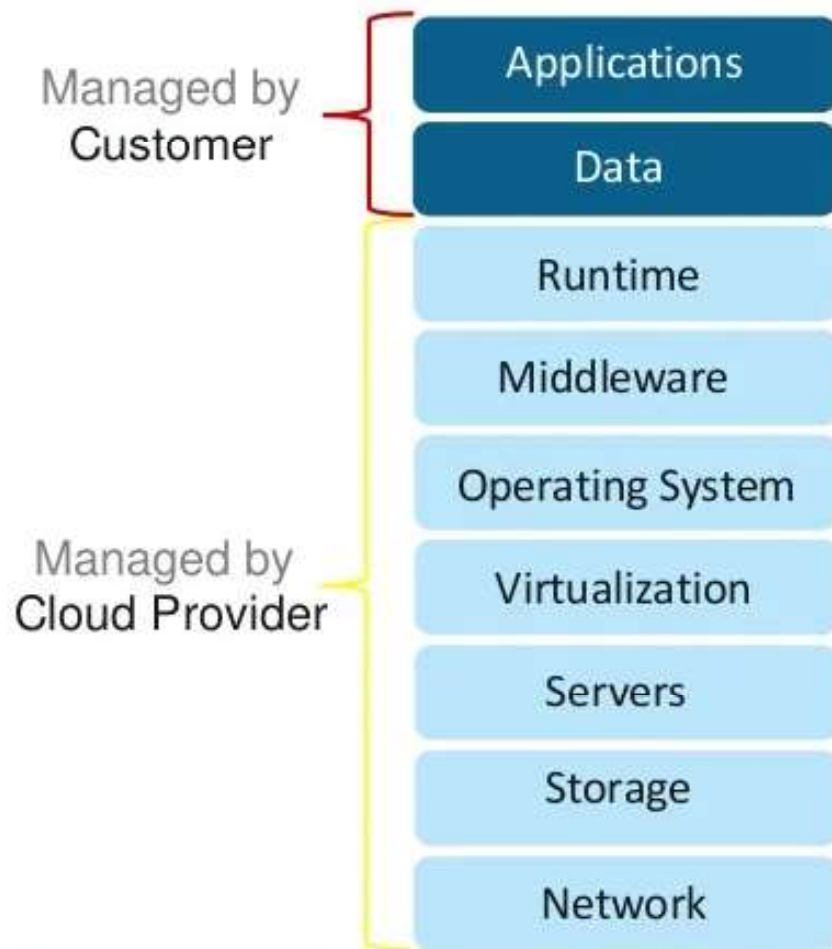 Managed by
Customer
Applications
Data
Runtime
Middleware
Operating System
Managed by
Cloud Provider
Virtualization
Servers
Storage
Network